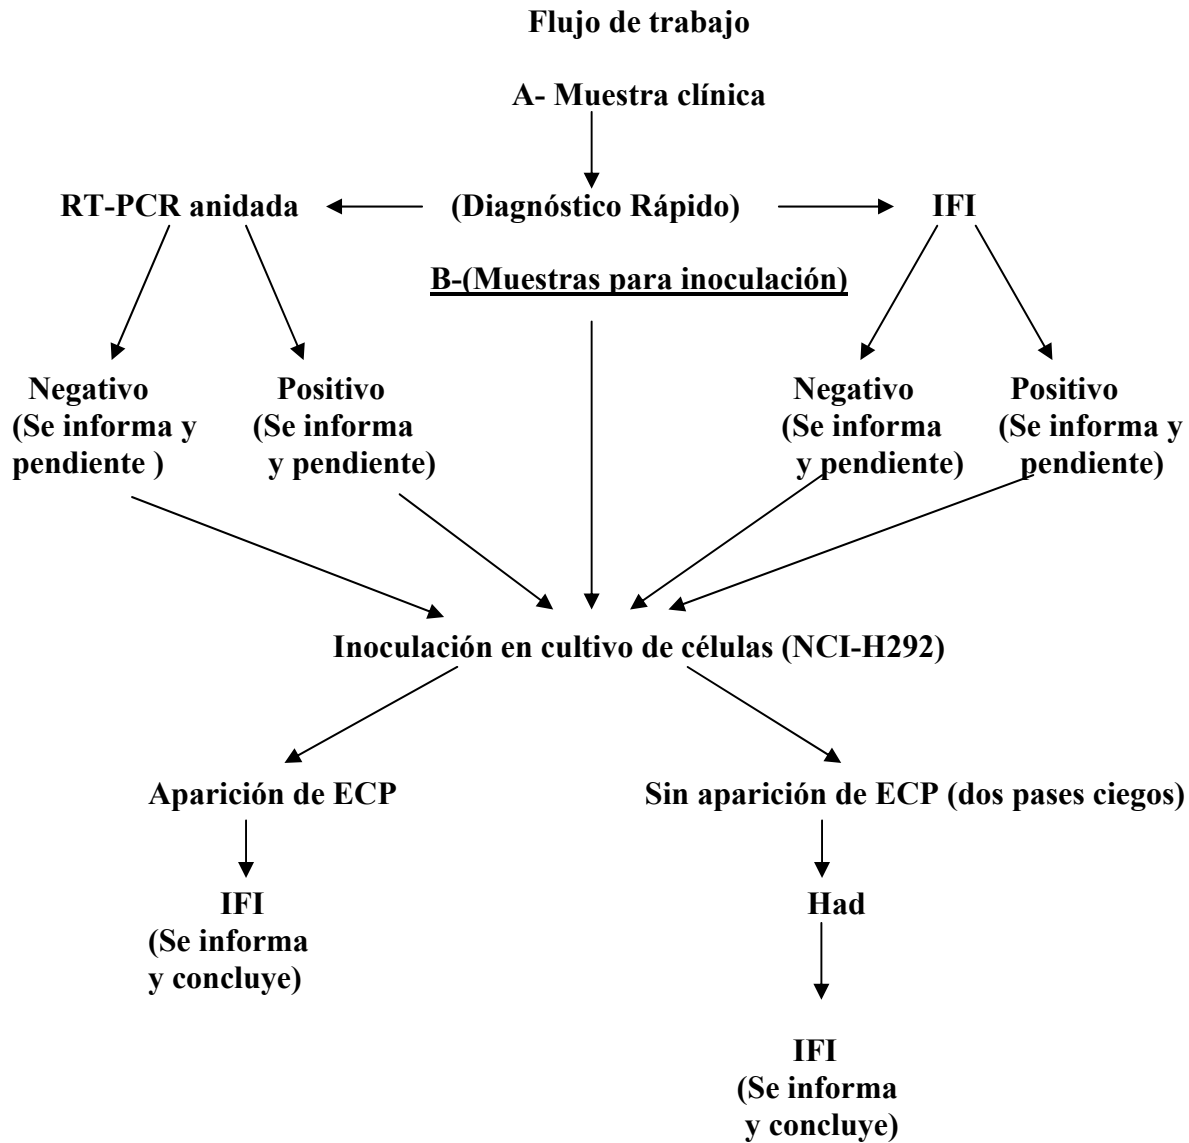 Flujo de trabajo
A- Muestra clínica
RT-PCR anidada (Diagnóstico Rápido) IFI
B-(Muestras para inoculación)
Negativo Positivo Negativo Positivo
(Se informa y (Se informa (Se informa (Se informa y
pendiente ) y pendiente) y pendiente) pendiente)
Inoculación en cultivo de células (NCI-H292)
Aparición de ECP Sin aparición de ECP (dos pases ciegos)
IFI Had
(Se informa
y concluye)
IFI
(Se informa
y concluye)